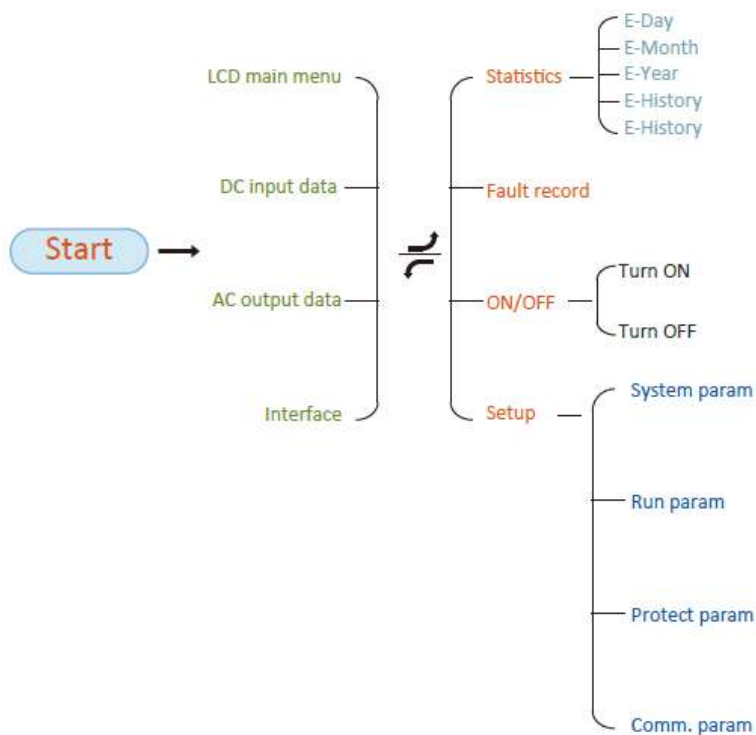 Start
LCD main menu
DC input data
AC output data
Interface
Statistics
E-Day
E-Month
E-Year
E-History
E-History
Fault record
ON/OFF
Turn ON
Turn OFF
Setup
System param
Run param
Protect param
Comm. param